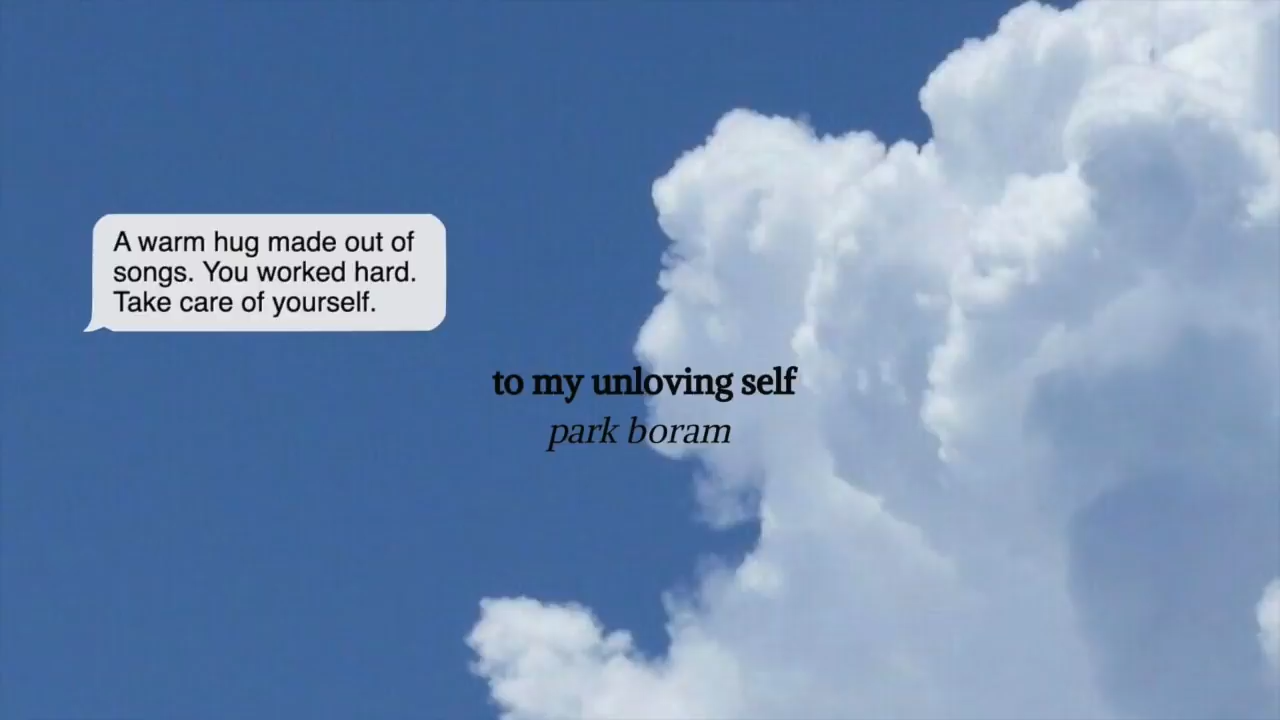 A warm hug made out of
songs. You worked hard.
Take care of yourself.
to my unloving self
park boram